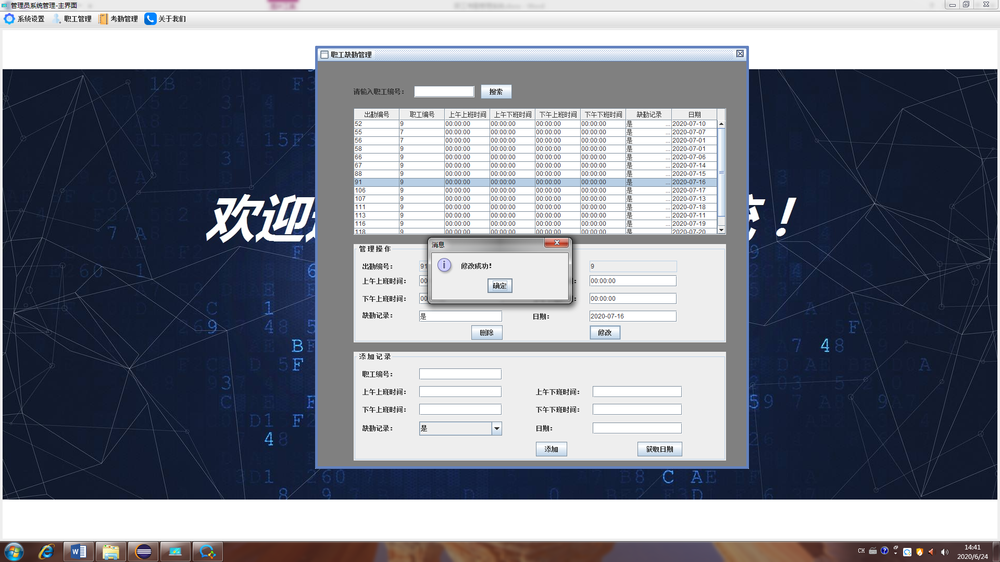 管理员系统管理-主界面
系统设置 职工管理 考勤管理 关于我们
职工缺勤管理
请输入职工编号： 搜索
出勤编号 职工编号 上午上班时间 上午下班时间 下午上班时间 下午下班时间 缺勤记录 日期
52 9 00:00:00 00:00:00 00:00:00 00:00:00 是 ... 2020-07-10
55 7 00:00:00 00:00:00 00:00:00 00:00:00 是 ... 2020-07-07
56 7 00:00:00 00:00:00 00:00:00 00:00:00 是 ... 2020-07-01
58 9 00:00:00 00:00:00 00:00:00 00:00:00 是 ... 2020-07-01
66 9 00:00:00 00:00:00 00:00:00 00:00:00 是 ... 2020-07-06
67 9 00:00:00 00:00:00 00:00:00 00:00:00 是 ... 2020-07-14
88 9 00:00:00 00:00:00 00:00:00 00:00:00 是 ... 2020-07-15
91 9 00:00:00 00:00:00 00:00:00 00:00:00 是 ... 2020-07-16
106 9 00:00:00 00:00:00 00:00:00 00:00:00 是 ... 2020-07-17
107 9 00:00:00 00:00:00 00:00:00 00:00:00 是 ... 2020-07-13
111 9 00:00:00 00:00:00 00:00:00 00:00:00 是 ... 2020-07-18
113 9 00:00:00 00:00:00 00:00:00 00:00:00 是 ... 2020-07-11
116 9 00:00:00 00:00:00 00:00:00 00:00:00 是 ... 2020-07-19
118 9 00:00:00 00:00:00 00:00:00 00:00:00 是 ... 2020-07-20
欢迎 ！
消息
修改成功！
确定
管理操作
出勤编号： 91 9
上午上班时间： 00 ： 00:00:00
下午上班时间： 00 ： 00:00:00
缺勤记录： 是 日期： 2020-07-16
删除 修改
添加记录
职工编号：
上午上班时间： 上午下班时间：
下午上班时间： 下午下班时间：
缺勤记录： 是 日期：
添加 获取日期
CH 14:41
2020/6/24